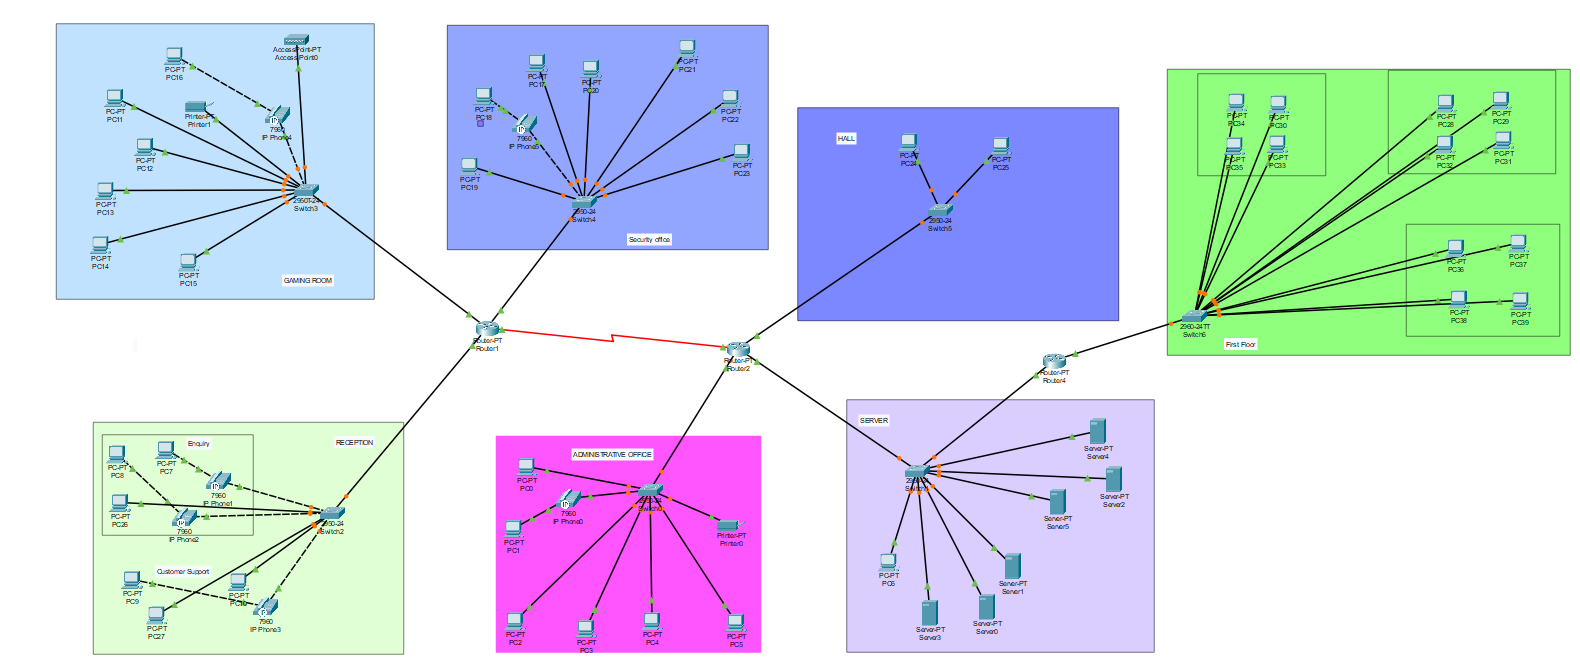 AccessPoint-PT
Access Point0
PC-PT
PC16
PC-PT
PC11
Printer-PT
Printer1
7960
IP Phone4
PC-PT
PC12
PC-PT
PC13
2950T-24
Switch3
PC-PT
PC14
PC-PT
PC15
GAMING ROOM
PC-PT
PC17
PC-PT
PC20
PC-PT
PC21
PC-PT
PC18
PC-PT
PC22
7960
IP Phone5
PC-PT
PC19
PC-PT
PC23
2950-24
Switch4
Security office
HALL
PC-PT
PC24
PC-PT
PC25
2950-24
Switch5
PC-PT
PC34
PC-PT
PC30
PC-PT
PC35
PC-PT
PC33
PC-PT
PC28
PC-PT
PC29
PC-PT
PC32
PC-PT
PC31
PC-PT
PC36
PC-PT
PC37
PC-PT
PC38
PC-PT
PC39
2960-24TT
Switch6
First Floor
Router-PT
Router1
Router-PT
Router2
Router-PT
Router4
RECEPTION
Enquiry
PC-PT
PC8
PC-PT
PC7
7960
IP Phone1
PC-PT
PC26
7960
IP Phone2
2950-24
Switch2
Customer Support
PC-PT
PC9
PC-PT
PC-PT
PC27
7960
IP Phone3
ADMINISTRATIVE OFFICE
PC-PT
PC0
7960
IP Phone0
2950-24
PC-PT
PC1
Printer-PT
Printer0
PC-PT
PC2
PC-PT
PC3
PC-PT
PC4
PC-PT
PC5
SERVER
Server-PT
Server4
Server-PT
Server2
Server-PT
Server5
PC-PT
PC6
Server-PT
Server1
Server-PT
Server3
Server-PT
Server0